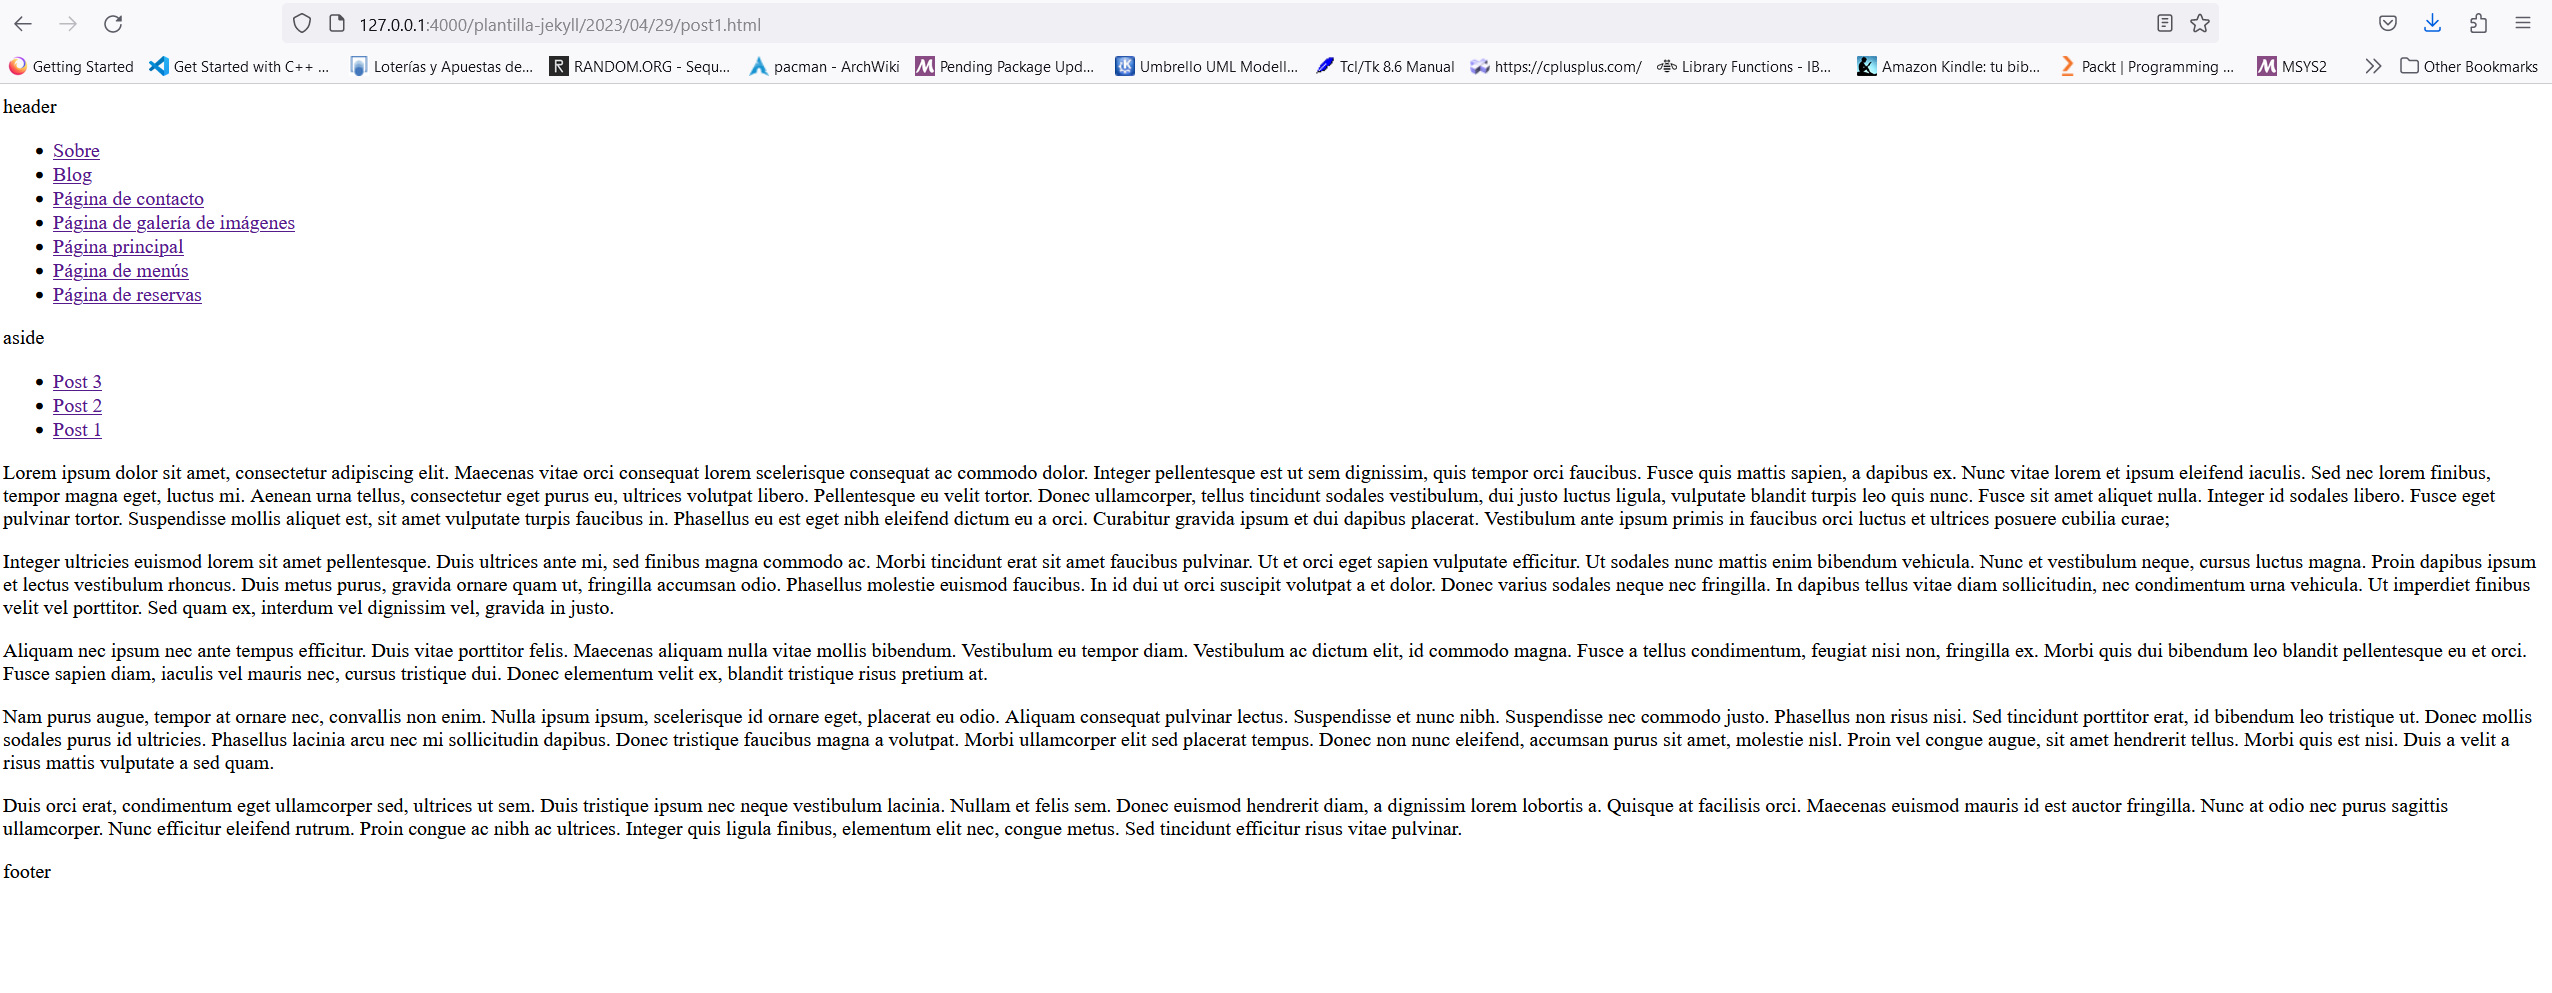 127.0.0.1:4000/plantilla-jekyll/2023/04/29/post1.html
Getting Started Get Started with C++ ... Loterías y Apuestas de... RANDOM.ORG - Sequ... pacman - ArchWiki Pending Package Upd... Umbrello UML Modell... Tcl/Tk 8.6 Manual https://cplusplus.com/ Library Functions - IB... Amazon Kindle: tu bib... Packt | Programming ... MSYS2 Other Bookmarks
header
Sobre
Blog
Página de contacto
Página de galería de imágenes
Página principal
Página de menús
Página de reservas
aside
Post 3
Post 2
Post 1
Lorem ipsum dolor sit amet, consectetur adipiscing elit. Maecenas vitae orci consequat lorem scelerisque consequat ac commodo dolor. Integer pellentesque est ut sem dignissim, quis tempor orci faucibus. Fusce quis mattis sapien, a dapibus ex. Nunc vitae lorem et ipsum eleifend iaculis. Sed nec lorem finibus,
tempor magna eget, luctus mi. Aenean urna tellus, consectetur eget purus eu, ultrices volutpat libero. Pellentesque eu velit tortor. Donec ullamcorper, tellus tincidunt sodales vestibulum, dui justo luctus ligula, vulputate blandit turpis leo quis nunc. Fusce sit amet aliquet nulla. Integer id sodales libero. Fusce eget
pulvinar tortor. Suspendisse mollis aliquet est, sit amet vulputate turpis faucibus in. Phasellus eu est eget nibh eleifend dictum eu a orci. Curabitur gravida ipsum et dui dapibus placerat. Vestibulum ante ipsum primis in faucibus orci luctus et ultrices posuere cubilia curae;
Integer ultricies euismod lorem sit amet pellentesque. Duis ultrices ante mi, sed finibus magna commodo ac. Morbi tincidunt erat sit amet faucibus pulvinar. Ut et orci eget sapien vulputate efficitur. Ut sodales nunc mattis enim bibendum vehicula. Nunc et vestibulum neque, cursus luctus magna. Proin dapibus ipsum
et lectus vestibulum rhoncus. Duis metus purus, gravida ornare quam ut, fringilla accumsan odio. Phasellus molestie euismod faucibus. In id dui ut orci suscipit volutpat a et dolor. Donec varius sodales neque nec fringilla. In dapibus tellus vitae diam sollicitudin, nec condimentum urna vehicula. Ut imperdiet finibus
velit vel porttitor. Sed quam ex, interdum vel dignissim vel, gravida in justo.
Aliquam nec ipsum nec ante tempus efficitur. Duis vitae porttitor felis. Maecenas aliquam nulla vitae mollis bibendum. Vestibulum eu tempor diam. Vestibulum ac dictum elit, id commodo magna. Fusce a tellus condimentum, feugiat nisi non, fringilla ex. Morbi quis dui bibendum leo blandit pellentesque eu et orci.
Fusce sapien diam, iaculis vel mauris nec, cursus tristique dui. Donec elementum velit ex, blandit tristique risus pretium at.
Nam purus augue, tempor at ornare nec, convallis non enim. Nulla ipsum ipsum, scelerisque id ornare eget, placerat eu odio. Aliquam consequat pulvinar lectus. Suspendisse et nunc nibh. Suspendisse nec commodo justo. Phasellus non risus nisi. Sed tincidunt porttitor erat, id bibendum leo tristique ut. Donec mollis
sodales purus id ultricies. Phasellus lacinia arcu nec mi sollicitudin dapibus. Donec tristique faucibus magna a volutpat. Morbi ullamcorper elit sed placerat tempus. Donec non nunc eleifend, accumsan purus sit amet, molestie nisl. Proin vel congue augue, sit amet hendrerit tellus. Morbi quis est nisi. Duis a velit a
risus mattis vulputate a sed quam.
Duis orci erat, condimentum eget ullamcorper sed, ultrices ut sem. Duis tristique ipsum nec neque vestibulum lacinia. Nullam et felis sem. Donec euismod hendrerit diam, a dignissim lorem lobortis a. Quisque at facilisis orci. Maecenas euismod mauris id est auctor fringilla. Nunc at odio nec purus sagittis
ullamcorper. Nunc efficitur eleifend rutrum. Proin congue ac nibh ac ultrices. Integer quis ligula finibus, elementum elit nec, congue metus. Sed tincidunt efficitur risus vitae pulvinar.
footer